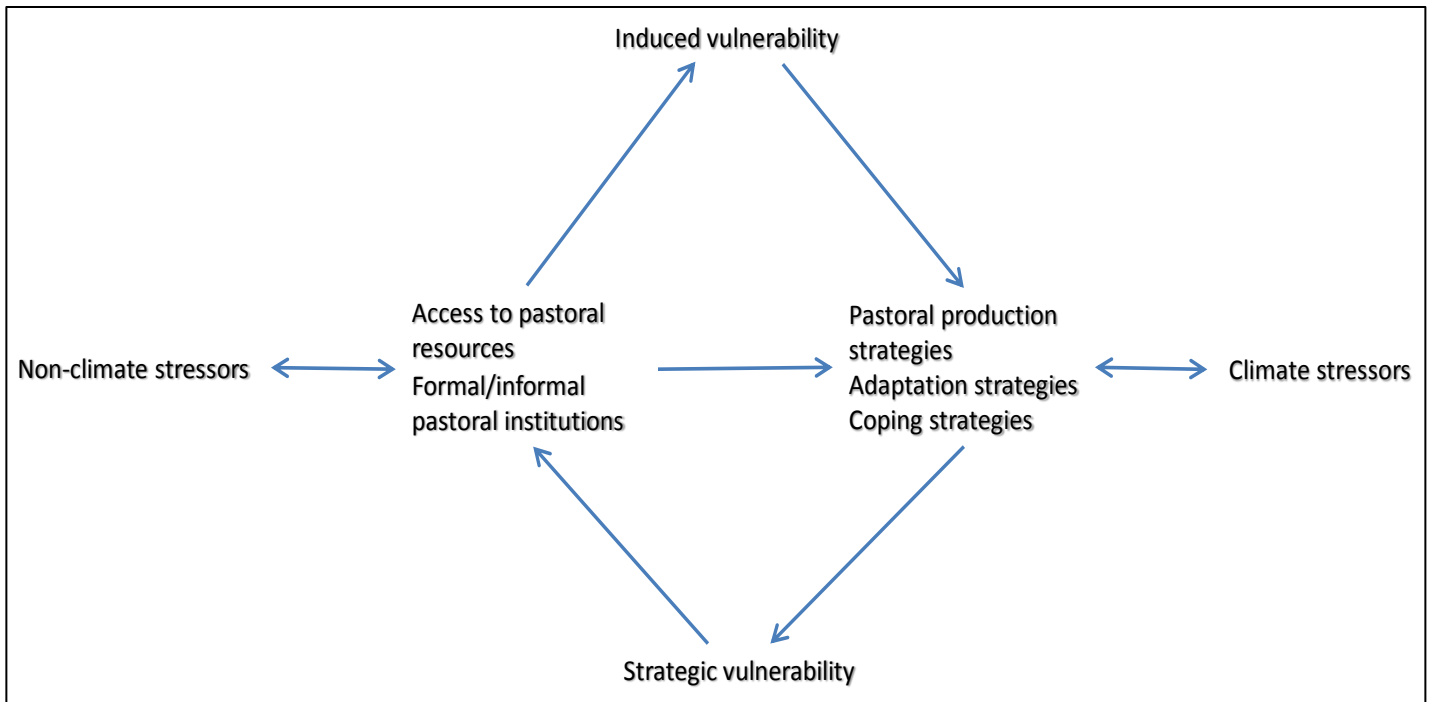 Induced vulnerability
Access to pastoral
resources
Formal/informal
pastoral institutions
Pastoral production
strategies
Adaptation strategies
Coping strategies
Non-climate stressors
Climate stressors
Strategic vulnerability